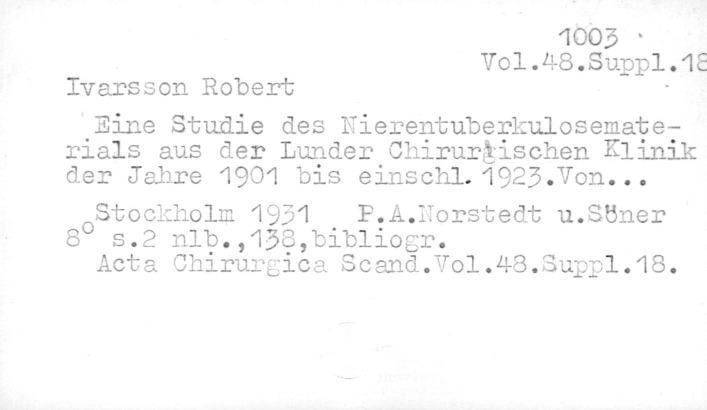 1003
Vol.48.Suppl.18
Ivarsson Robert
Eine Studie des Nierentuberkulosemate-
rials aus der Lunder Chirurgischen Klinik
der Jahre 1901 bis einschl. 1923.Von...
Stockholm 1931 P.A.Norstedt u.Söner
8° s.2 nlb.,138,bibliogr.
Acta Chirurgica Scand.Vol.48.Suppl.18.